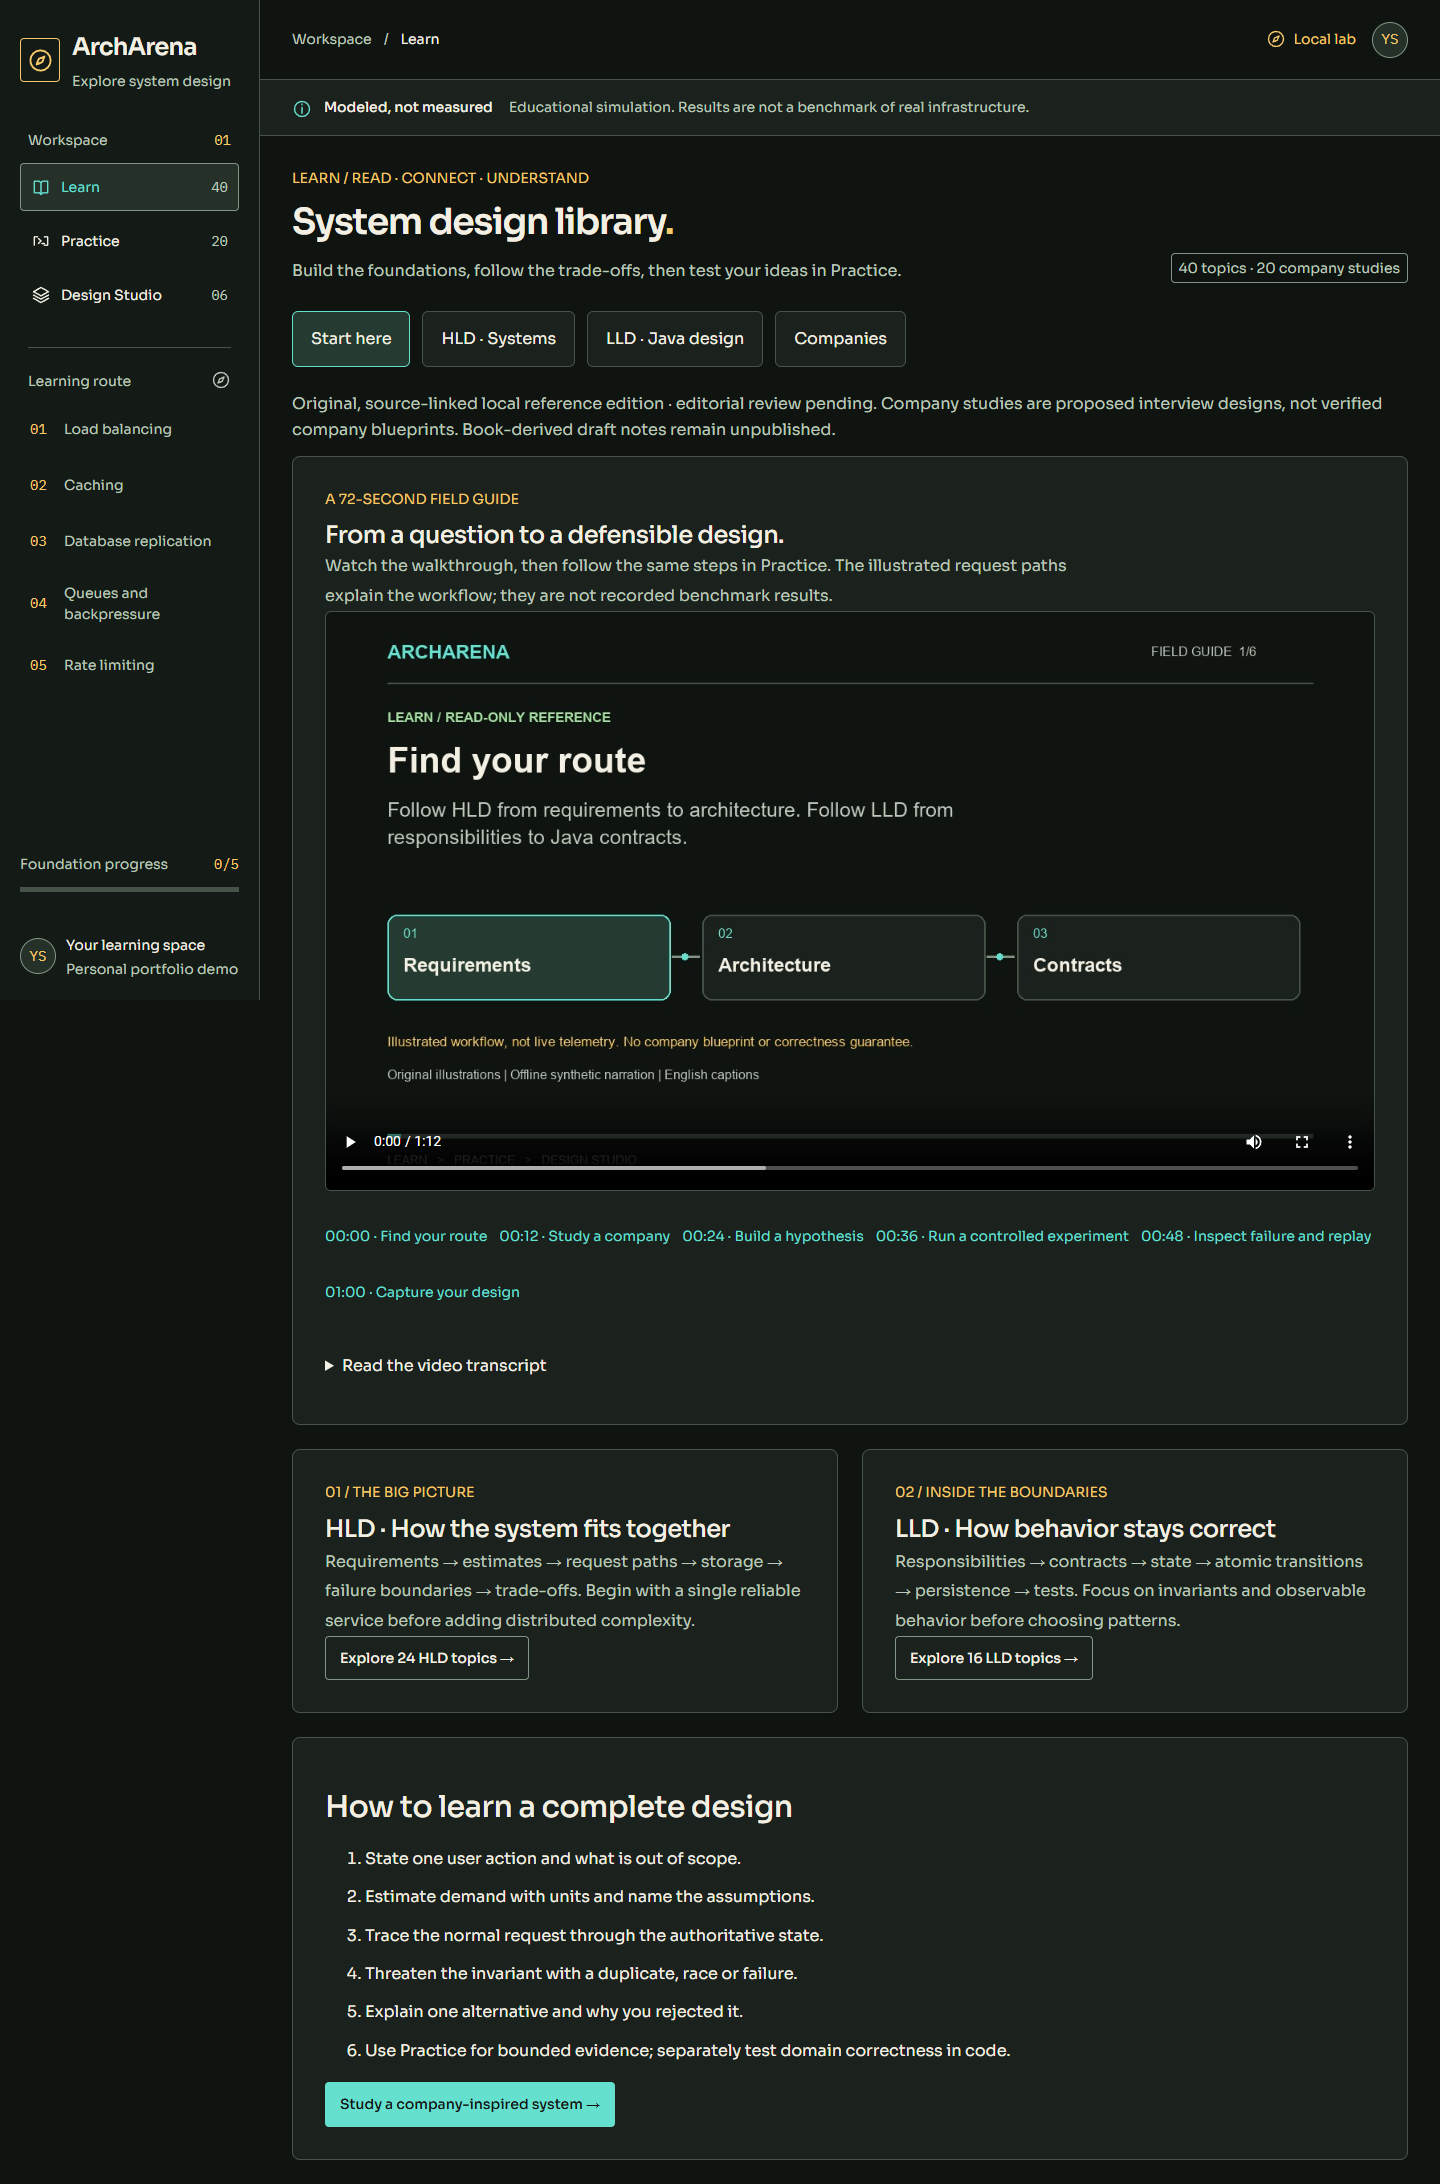 ArchArena
Explore system design
Workspace 01
Learn 40
Practice 20
Design Studio 06
Learning route
01 Load balancing
02 Caching
03 Database replication
04 Queues and
backpressure
05 Rate limiting
Foundation progress 0/5
YS
Your learning space
Personal portfolio demo
Workspace / Learn
Local lab YS
Modeled, not measured Educational simulation. Results are not a benchmark of real infrastructure.
LEARN / READ · CONNECT · UNDERSTAND
System design library.
Build the foundations, follow the trade-offs, then test your ideas in Practice.
40 topics · 20 company studies
Start here
HLD · Systems
LLD · Java design
Companies
Original, source-linked local reference edition · editorial review pending. Company studies are proposed interview designs, not verified
company blueprints. Book-derived draft notes remain unpublished.
A 72-SECOND FIELD GUIDE
From a question to a defensible design.
Watch the walkthrough, then follow the same steps in Practice. The illustrated request paths
explain the workflow; they are not recorded benchmark results.
ARCHARENA
FIELD GUIDE 1/6
LEARN / READ-ONLY REFERENCE
Find your route
Follow HLD from requirements to architecture. Follow LLD from
responsibilities to Java contracts.
01
Requirements
02
Architecture
03
Contracts
Illustrated workflow, not live telemetry. No company blueprint or correctness guarantee.
Original illustrations | Offline synthetic narration | English captions
0:00 / 1:12
LEARN > PRACTICE > DESIGN STUDIO
00:00 · Find your route 00:12 · Study a company 00:24 · Build a hypothesis 00:36 · Run a controlled experiment 00:48 · Inspect failure and replay
01:00 · Capture your design
Read the video transcript
01 / THE BIG PICTURE
HLD · How the system fits together
Requirements → estimates → request paths → storage →
failure boundaries → trade-offs. Begin with a single reliable
service before adding distributed complexity.
Explore 24 HLD topics →
02 / INSIDE THE BOUNDARIES
LLD · How behavior stays correct
Responsibilities → contracts → state → atomic transitions
→ persistence → tests. Focus on invariants and observable
behavior before choosing patterns.
Explore 16 LLD topics →
How to learn a complete design
1. State one user action and what is out of scope.
2. Estimate demand with units and name the assumptions.
3. Trace the normal request through the authoritative state.
4. Threaten the invariant with a duplicate, race or failure.
5. Explain one alternative and why you rejected it.
6. Use Practice for bounded evidence; separately test domain correctness in code.
Study a company-inspired system →